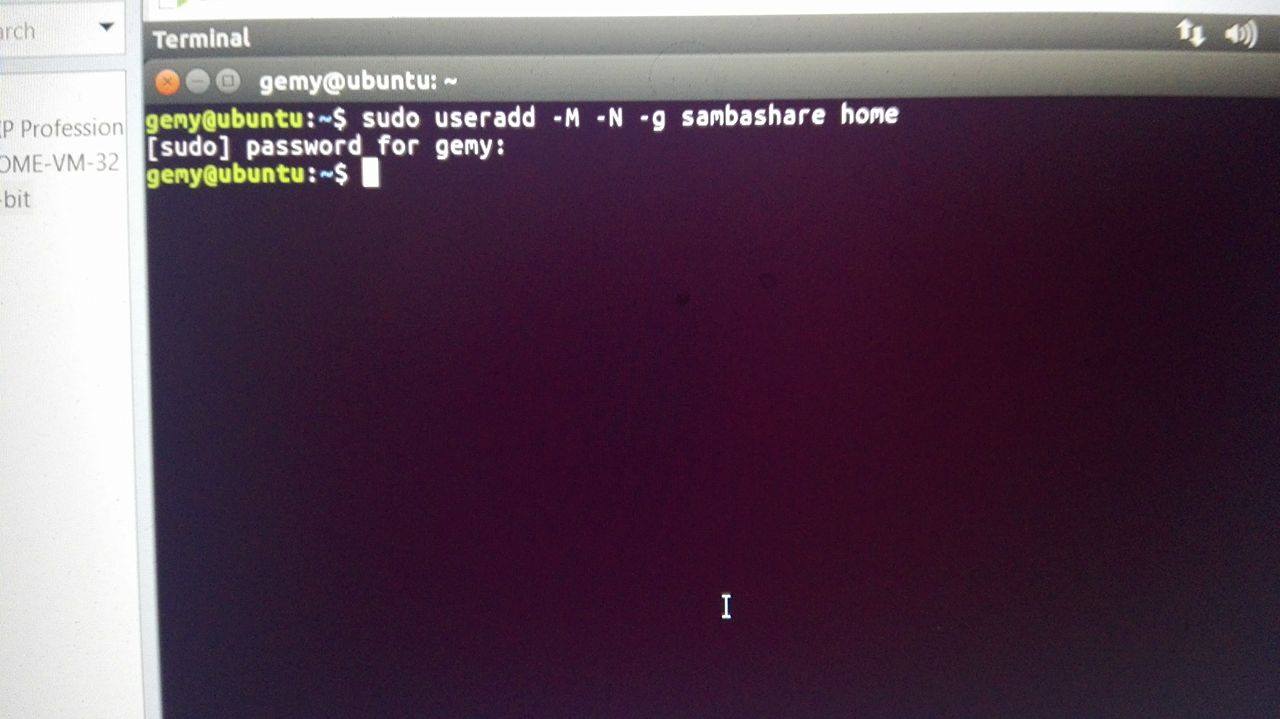 arch
Terminal
gemy@ubuntu: ~
gemy@ubuntu:~$ sudo useradd -M -N -g sambashare home
[sudo] password for gemy:
gemy@ubuntu:~$
P Profession
OME-VM-32
-bit